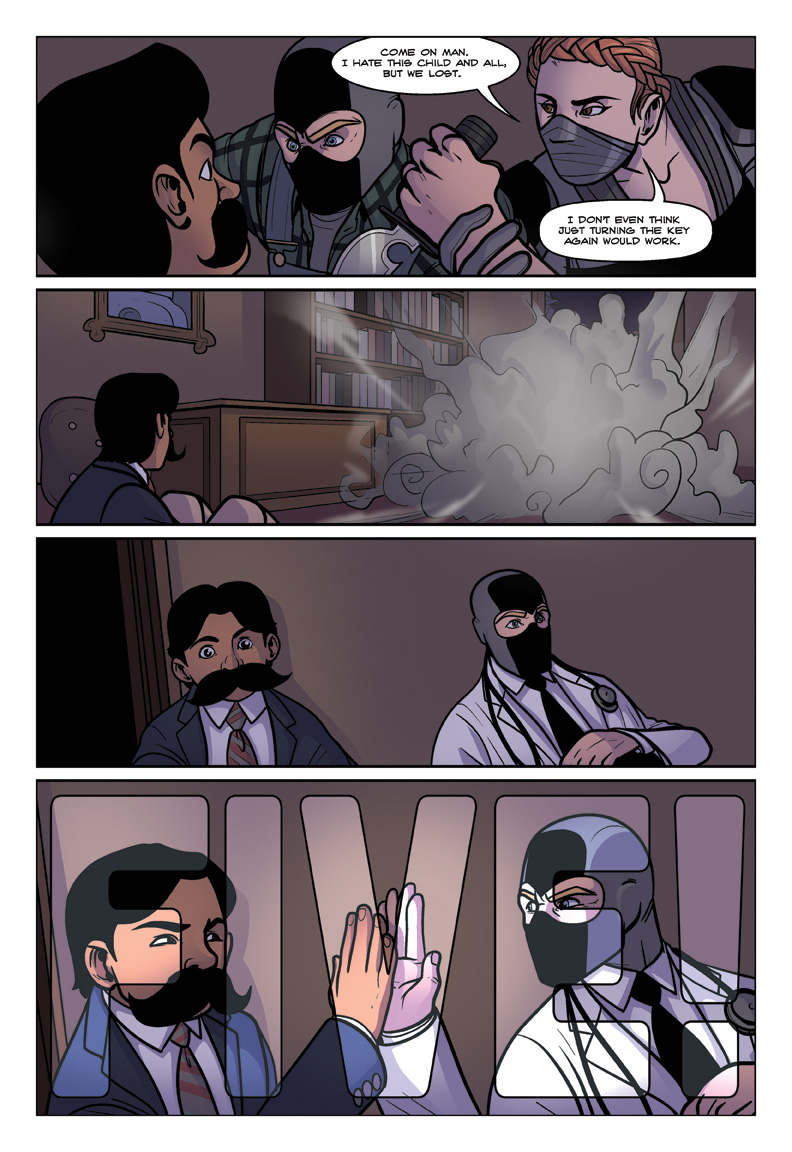 COME ON MAN.
I HATE THIS CHILD AND ALL,
BUT WE LOST.
I DON'T EVEN THINK
JUST TURNING THE KEY
AGAIN WOULD WORK.
FIVE!